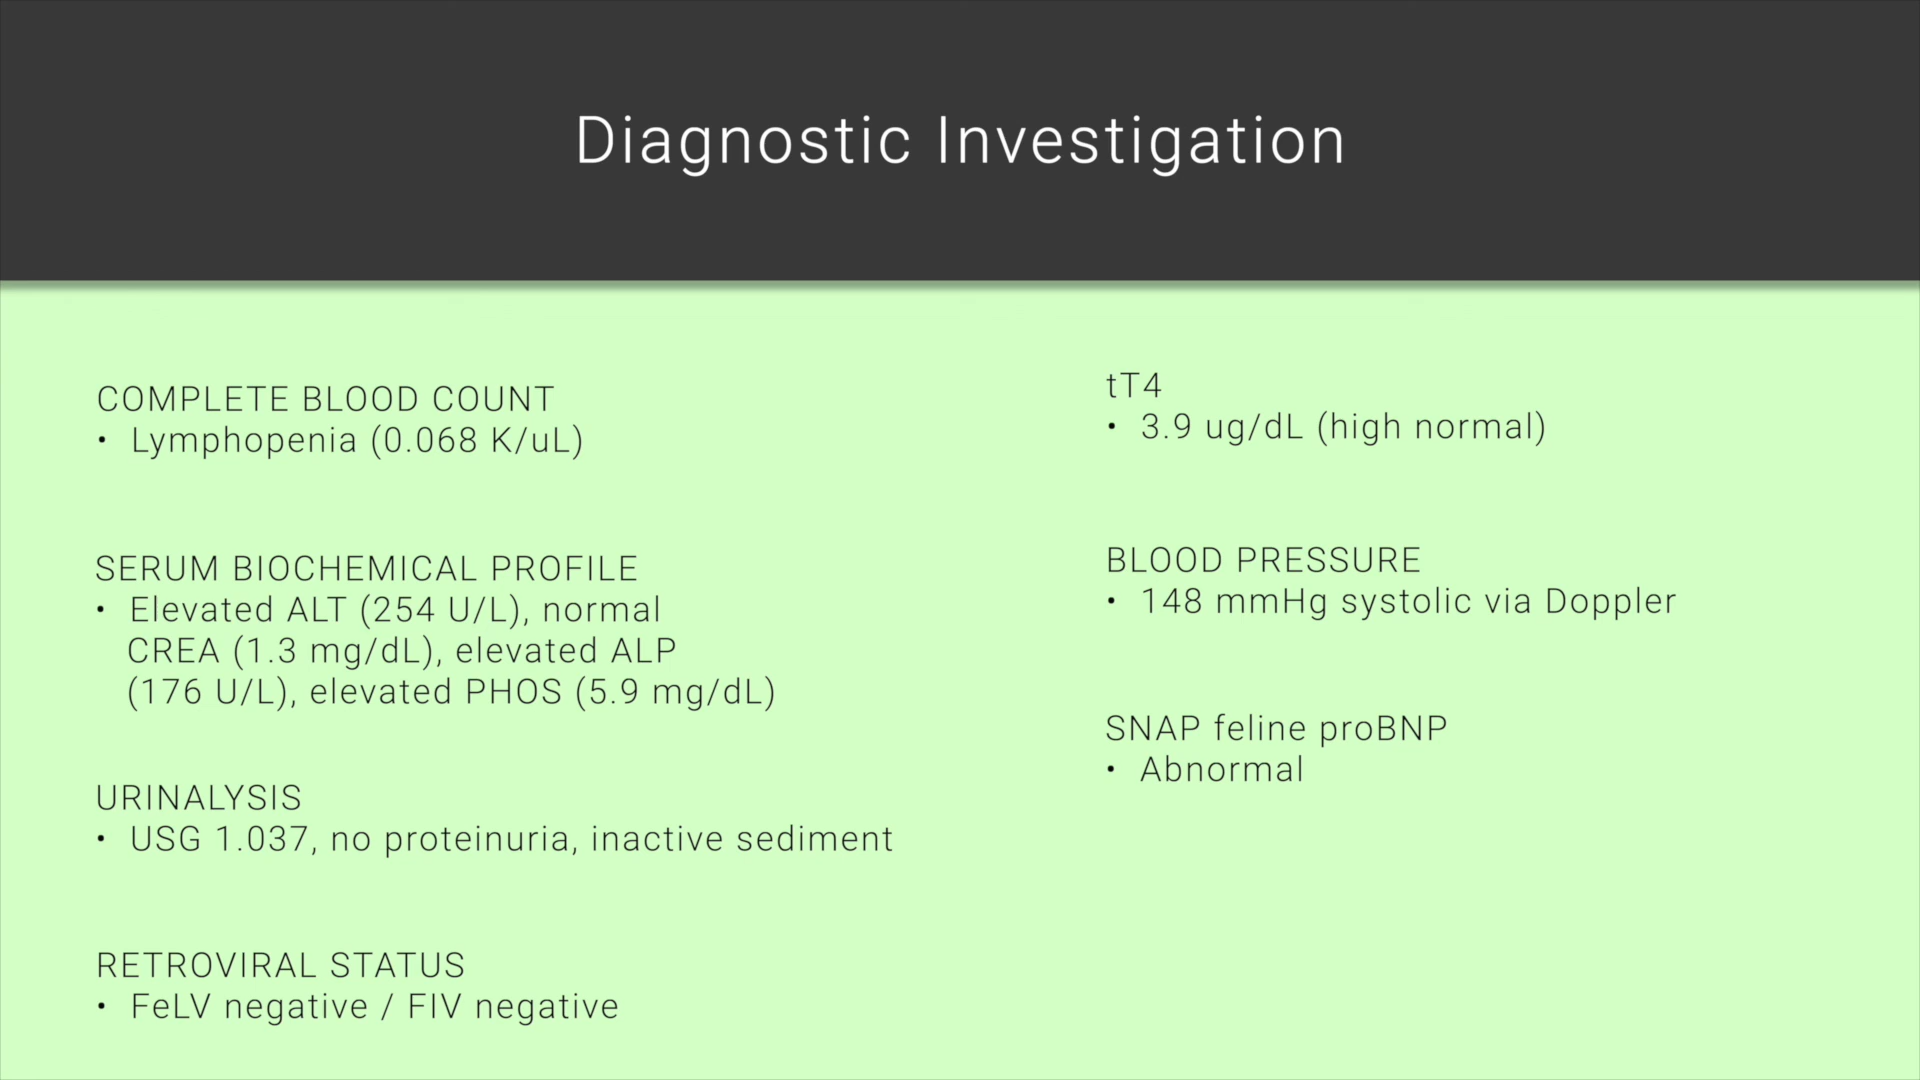 Diagnostic Investigation
COMPLETE BLOOD COUNT
• Lymphopenia (0.068 K/uL)
SERUM BIOCHEMICAL PROFILE
• Elevated ALT (254 U/L), normal
CREA (1.3 mg/dL), elevated ALP
(176 U/L), elevated PHOS (5.9 mg/dL)
URINALYSIS
• USG 1.037, no proteinuria, inactive sediment
RETROVIRAL STATUS
• FeLV negative / FIV negative
tT4
• 3.9 ug/dL (high normal)
BLOOD PRESSURE
• 148 mmHg systolic via Doppler
SNAP feline proBNP
• Abnormal